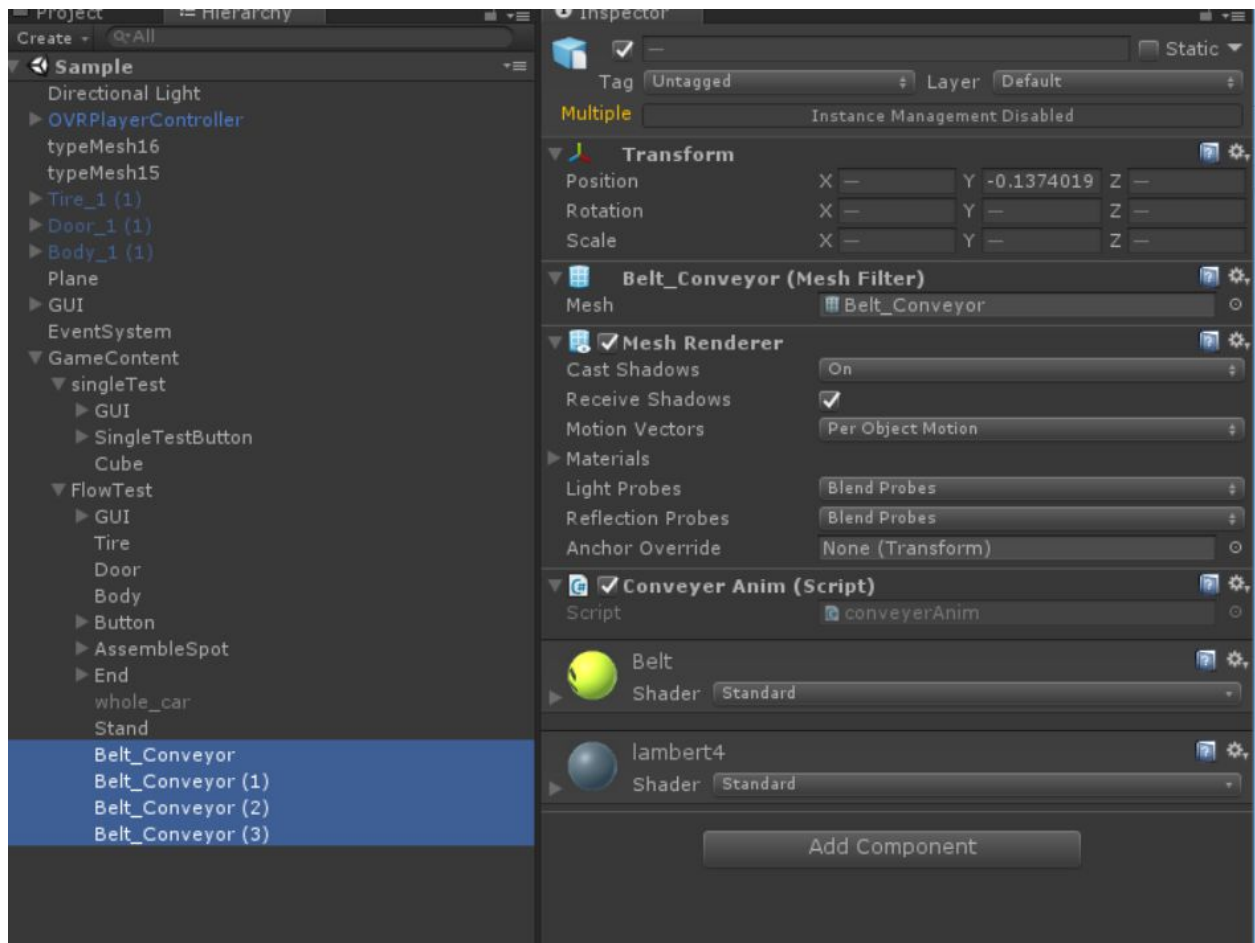 Project Hierarchy
Create All
Sample
Directional Light
OVRPlayerController
typeMesh16
typeMesh15
Tire_1 (1)
Door_1 (1)
Body_1 (1)
Plane
GUI
EventSystem
GameContent
singleTest
GUI
SingleTestButton
Cube
FlowTest
GUI
Tire
Door
Body
Button
AssembleSpot
End
whole_car
Stand
Belt_Conveyor
Belt_Conveyor (1)
Belt_Conveyor (2)
Belt_Conveyor (3)
Inspector
— Static
Tag Untagged Layer Default
Multiple Instance Management Disabled
Transform
Position X — Y -0.1374019 Z —
Rotation X — Y — Z —
Scale X — Y — Z —
Belt_Conveyor (Mesh Filter)
Mesh Belt_Conveyor
Mesh Renderer
Cast Shadows On
Receive Shadows
Motion Vectors Per Object Motion
Materials
Light Probes Blend Probes
Reflection Probes Blend Probes
Anchor Override None (Transform)
Conveyer Anim (Script)
Script conveyerAnim
Belt
Shader Standard
lambert4
Shader Standard
Add Component